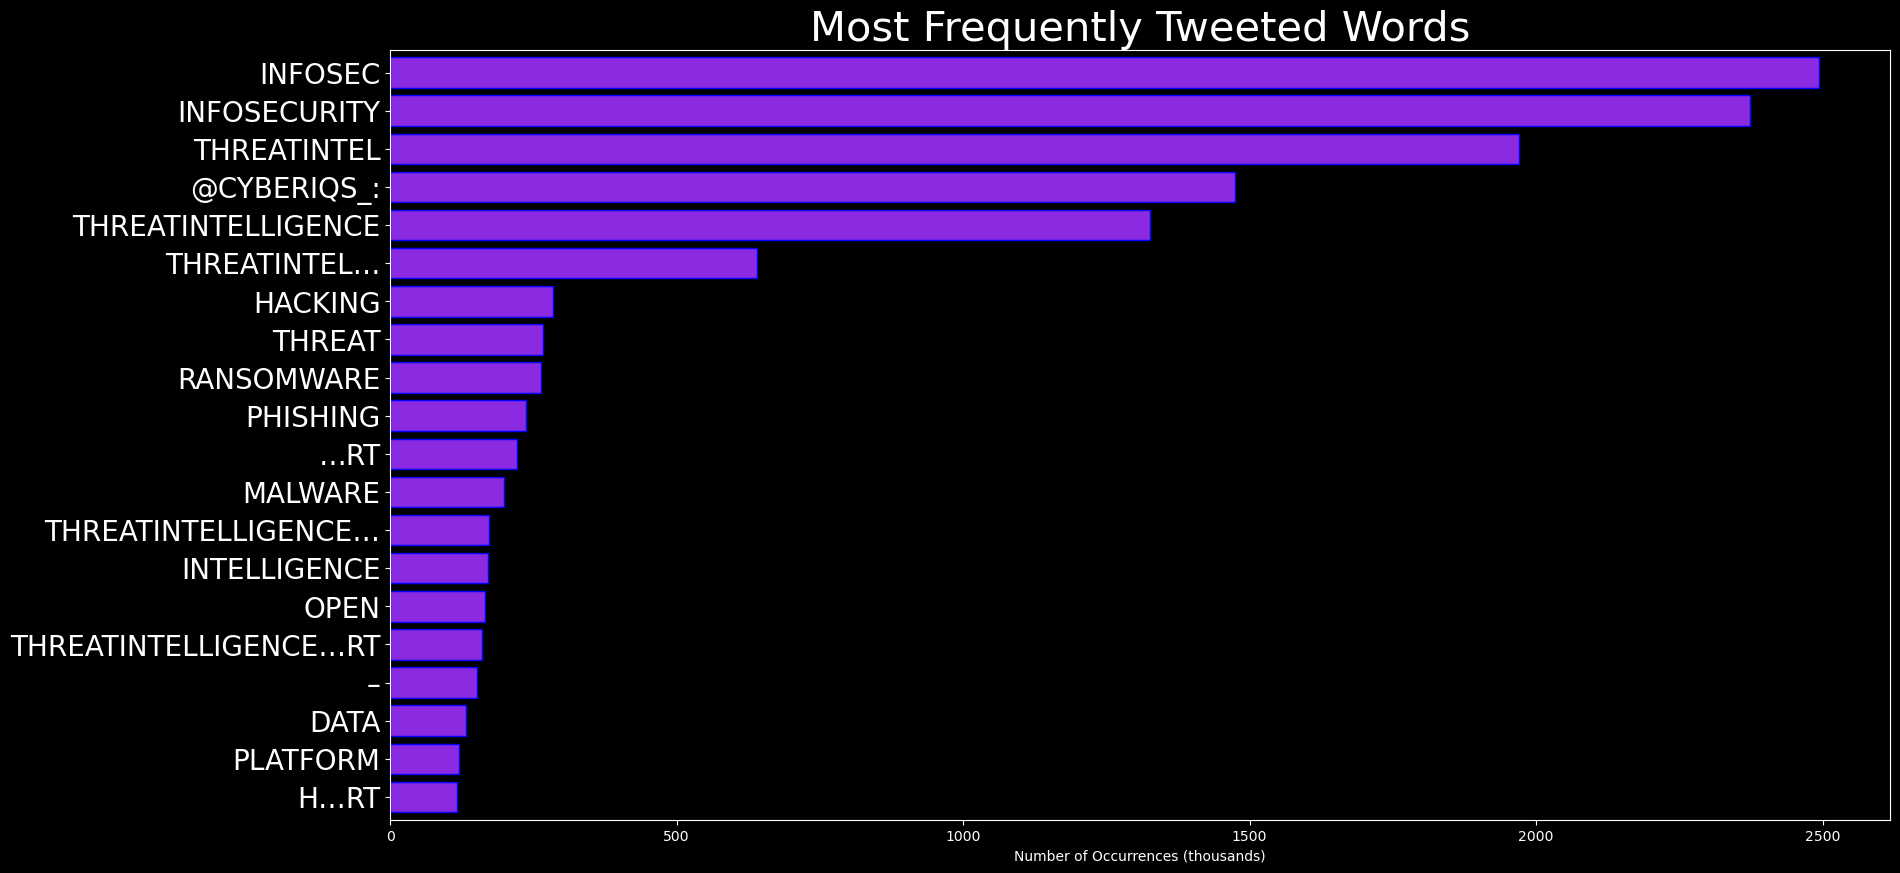 Most Frequently Tweeted Words
INFOSEC
INFOSECURITY
THREATINTEL
@CYBERIQS_:
THREATINTELLIGENCE
THREATINTEL…
HACKING
THREAT
RANSOMWARE
PHISHING
…RT
MALWARE
THREATINTELLIGENCE…
INTELLIGENCE
OPEN
THREATINTELLIGENCE…RT
–
DATA
PLATFORM
H…RT
0 500 1000 1500 2000 2500
Number of Occurrences (thousands)